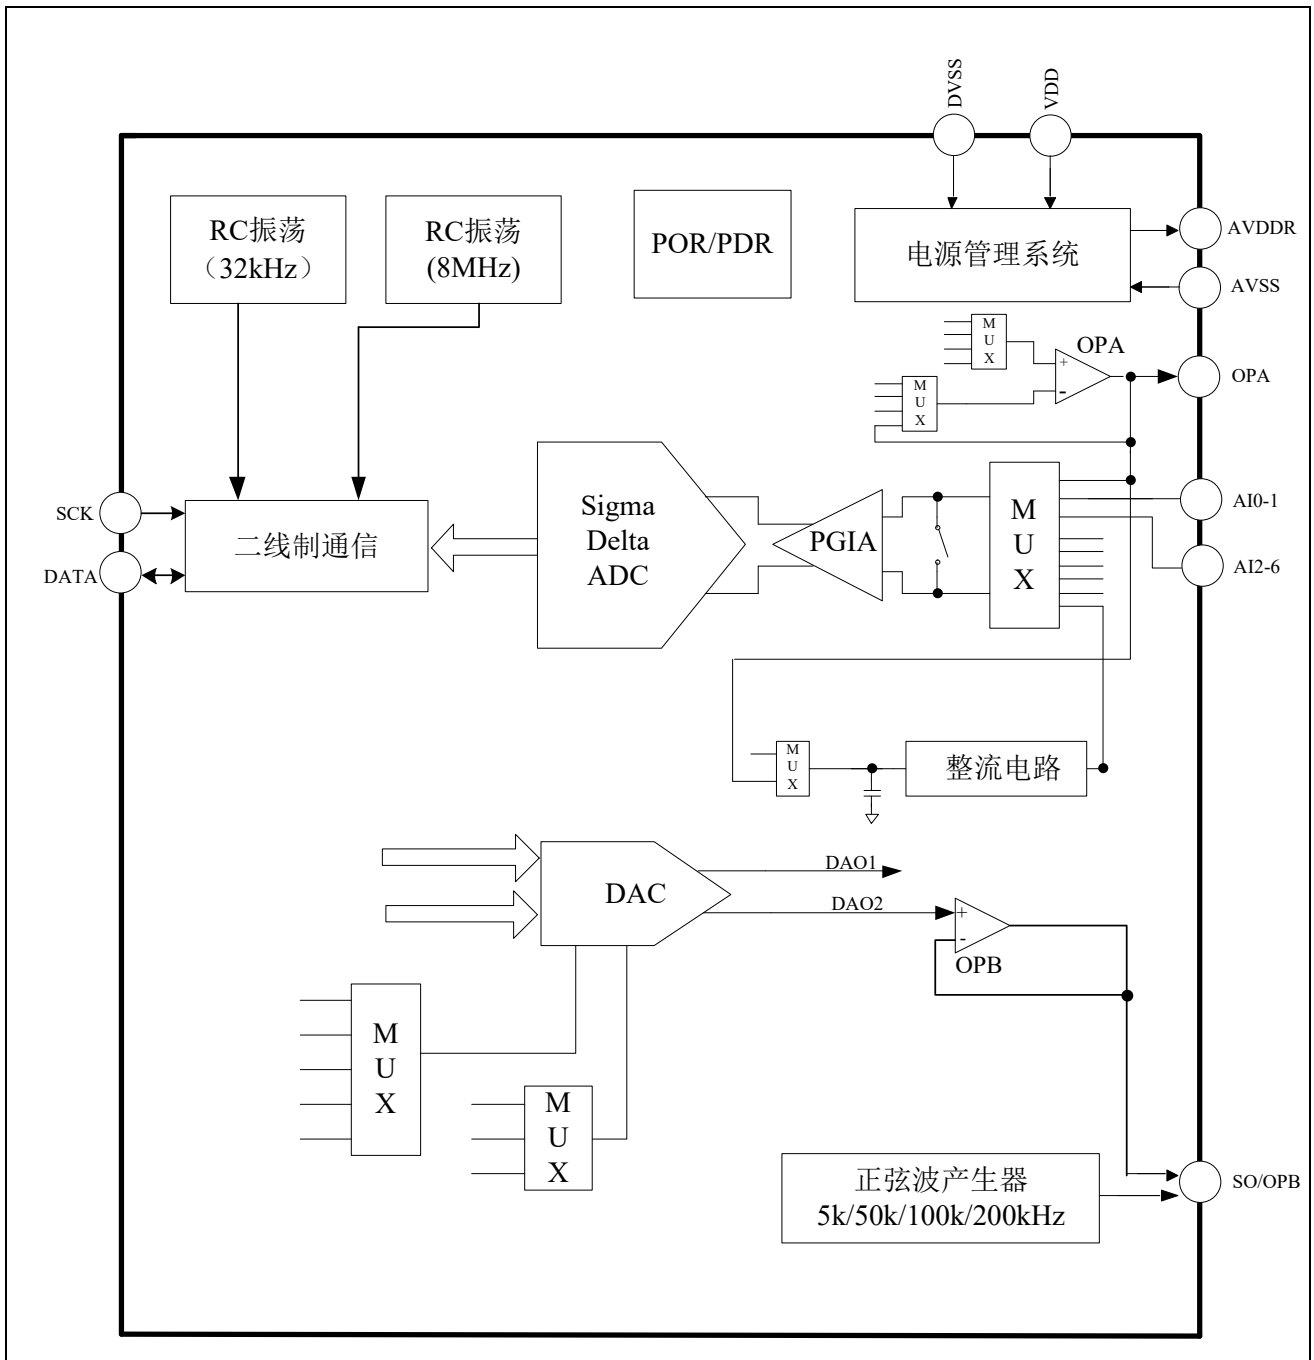 DVSS
VDD
RC振荡
（32kHz）
RC振荡
(8MHz)
POR/PDR
电源管理系统
AVDDR
AVSS
M
U
X
OPA
+
-
OPA
M
U
X
SCK
DATA
二线制通信
Sigma
Delta
ADC
PGIA
M
U
X
AI0-1
AI2-6
M
U
X
整流电路
DAC
DAO1
DAO2
+
-
OPB
M
U
X
M
U
X
正弦波产生器
5k/50k/100k/200kHz
SO/OPB